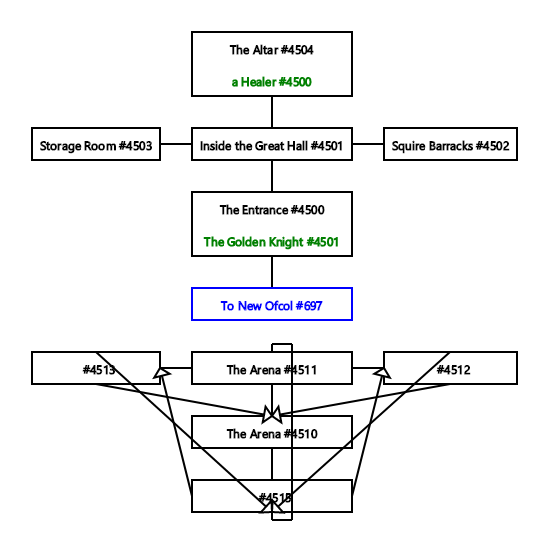 The Altar #4504
a Healer #4500
Storage Room #4503
Inside the Great Hall #4501
Squire Barracks #4502
The Entrance #4500
The Golden Knight #4501
To New Ofcol #697
#4513
The Arena #4511
#4512
The Arena #4510
#4515